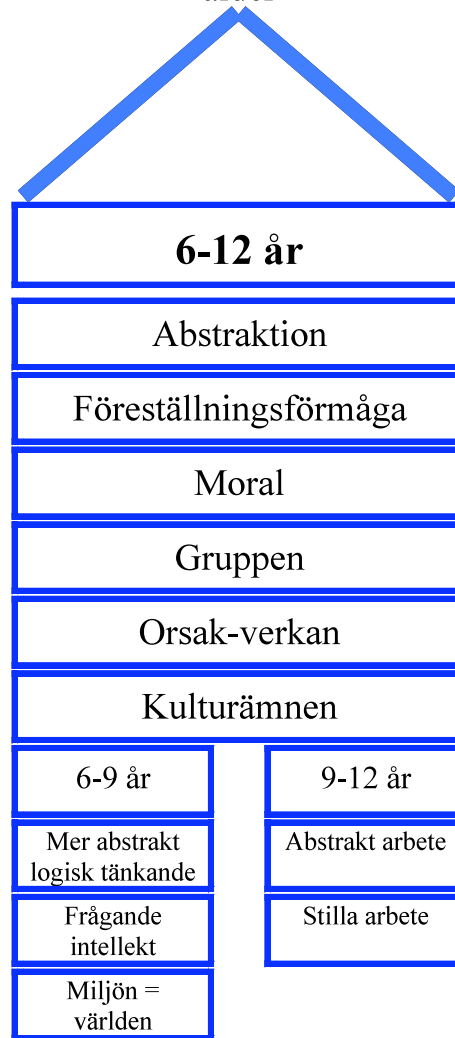 6-12 år
Abstraktion
Föreställningsförmåga
Moral
Gruppen
Orsak-verkan
Kulturämnen
6-9 år
9-12 år
Mer abstrakt
logisk tänkande
Abstrakt arbete
Frågande
intellekt
Stilla arbete
Miljön =
världen